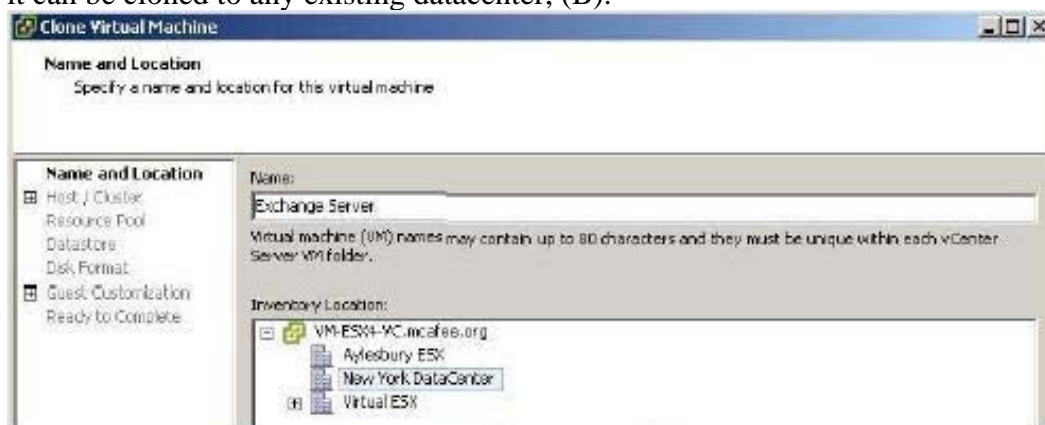 it can be cloned to any existing datacenter, (B).
Clone Virtual Machine
Name and Location
Specify a name and location for this virtual machine
Name and Location
Host / Cluster
Resource Pool
Datastore
Disk Format
Guest Customization
Ready to Complete
Name:
Exchange Server
Virtual machine (VM) names may contain up to 80 characters and they must be unique within each vCenter
Server VM folder.
Inventory Location:
VM-ESX4-VC.mcafee.org
Aylesbury ESX
New York DataCenter
Virtual ESX